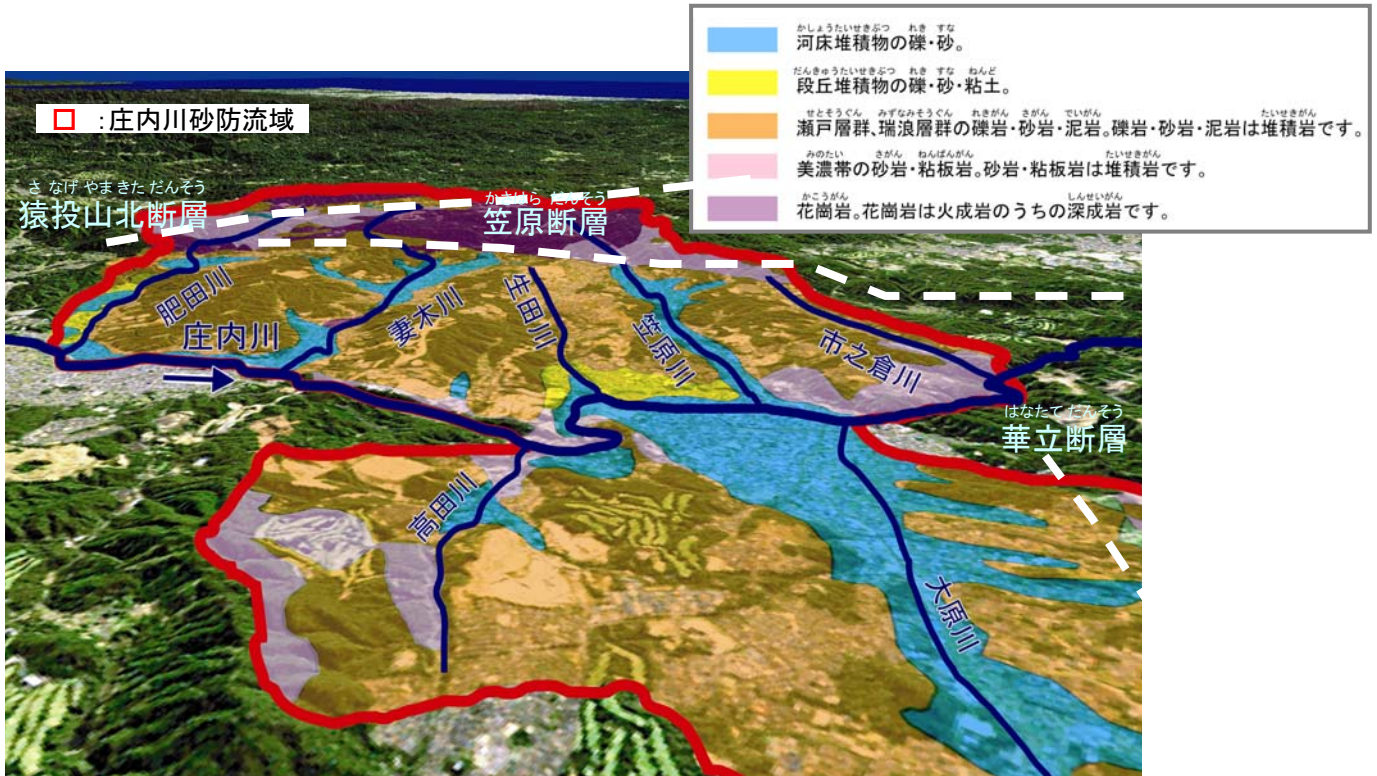 かしょうたいせきぶつ れき すな
河床堆積物の礫・砂。
だんきゅうたいせきぶつ れき すな ねんど
段丘堆積物の礫・砂・粘土。
せとそうぐん みずなみそうぐん れきがん さがん でいがん たいせきがん
瀬戸層群、瑞浪層群の礫岩・砂岩・泥岩。礫岩・砂岩・泥岩は堆積岩です。
みのたい さがん ねんばんがん たいせきがん
美濃帯の砂岩・粘板岩。砂岩・粘板岩は堆積岩です。
かこうがん しんせいがん
花崗岩。花崗岩は火成岩のうちの深成岩です。
:庄内川砂防流域
さなげやまきただんそう
猿投山北断層
かさはらだんそう
笠原断層
肥田川
庄内川
妻木川
生田川
笠原川
市之倉川
はなたてだんそう
華立断層
高田川
大原川